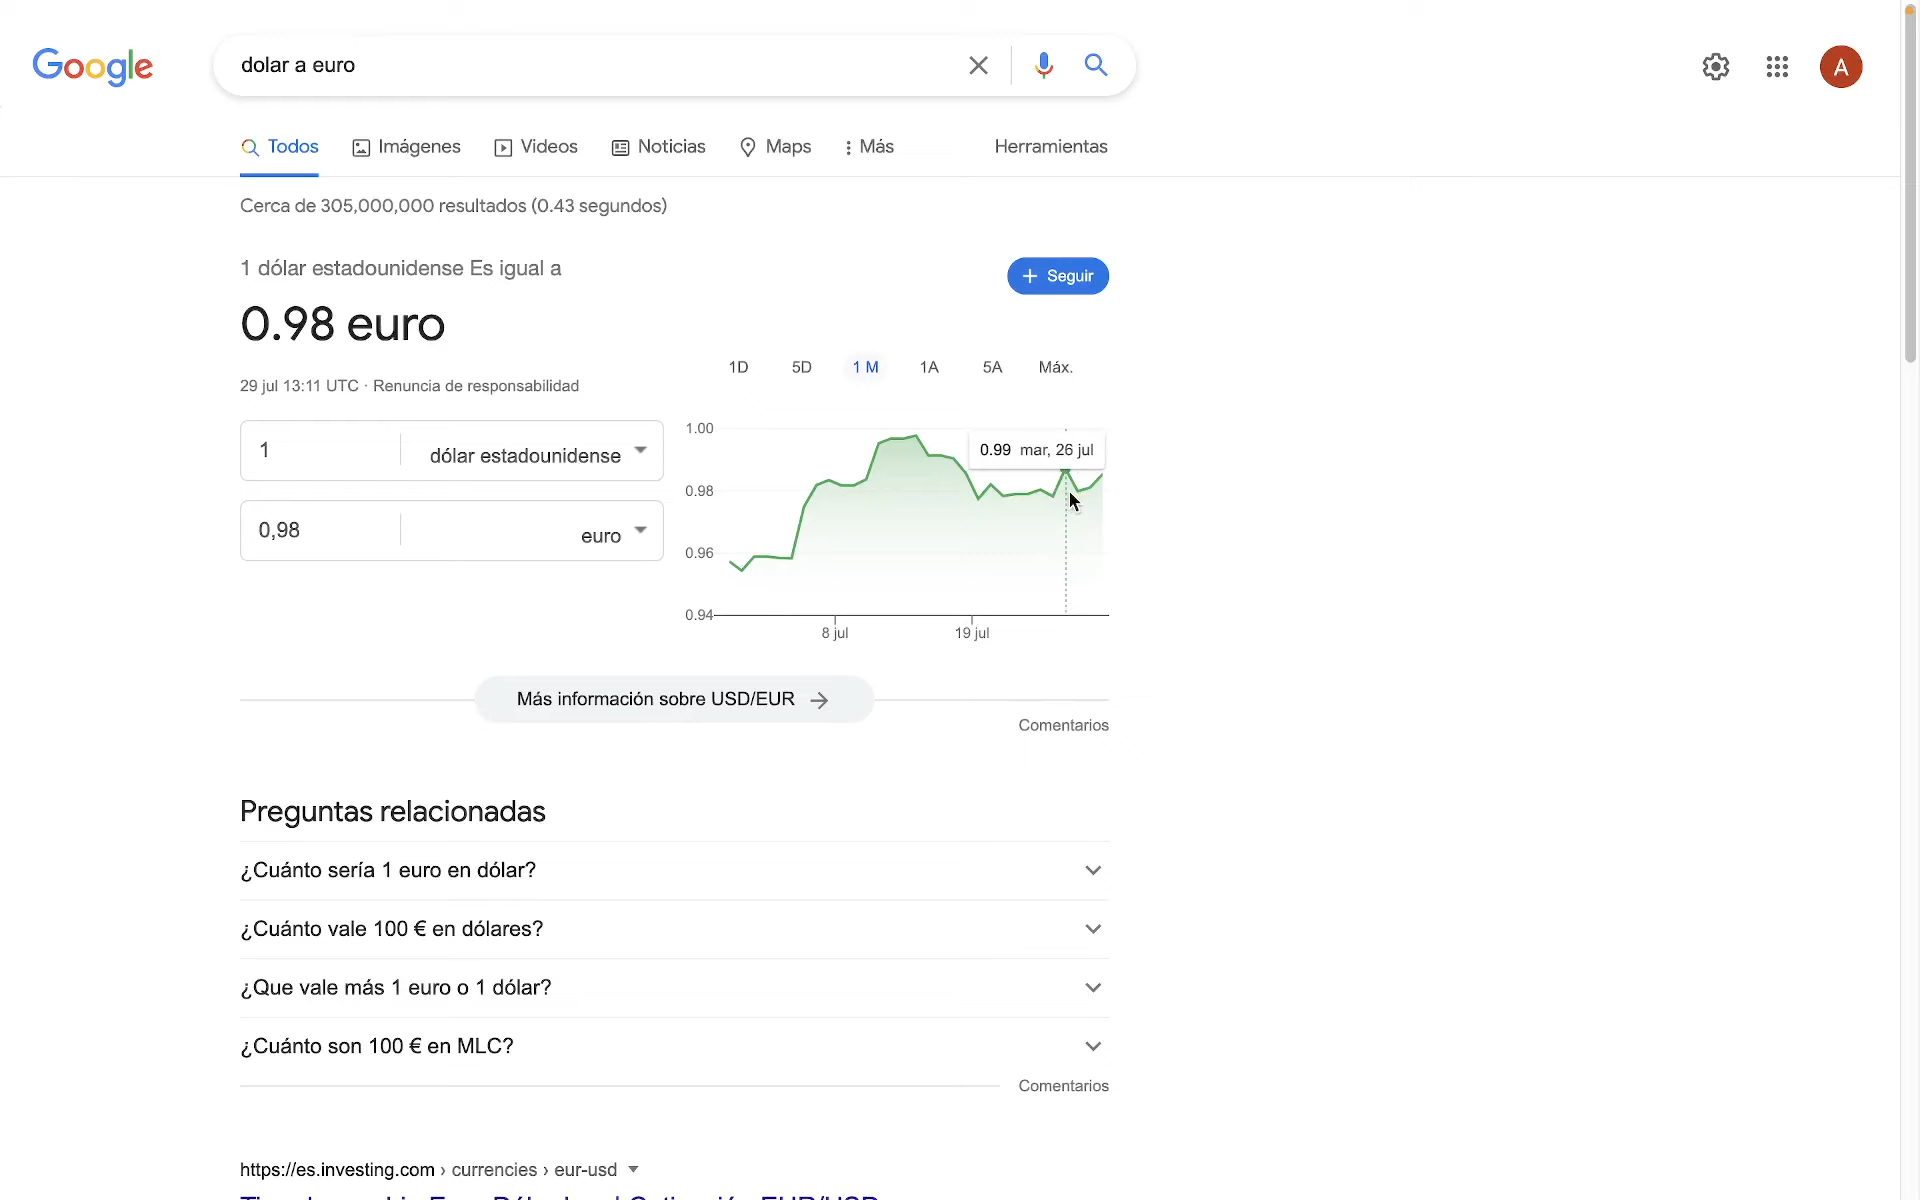 Google
dolar a euro
A
Todos
Imágenes
Videos
Noticias
Maps
Más
Herramientas
Cerca de 305,000,000 resultados (0.43 segundos)
1 dólar estadounidense Es igual a
Seguir
0.98 euro
29 jul 13:11 UTC · Renuncia de responsabilidad
1D 5D 1 M 1A 5A Máx.
1 dólar estadounidense
0,98 euro
1.00
0.99 mar, 26 jul
0.98
0.96
0.94
8 jul 19 jul
Más información sobre USD/EUR
Comentarios
Preguntas relacionadas
¿Cuánto sería 1 euro en dólar?
¿Cuánto vale 100 € en dólares?
¿Que vale más 1 euro o 1 dólar?
¿Cuánto son 100 € en MLC?
Comentarios
https://es.investing.com › currencies › eur-usd